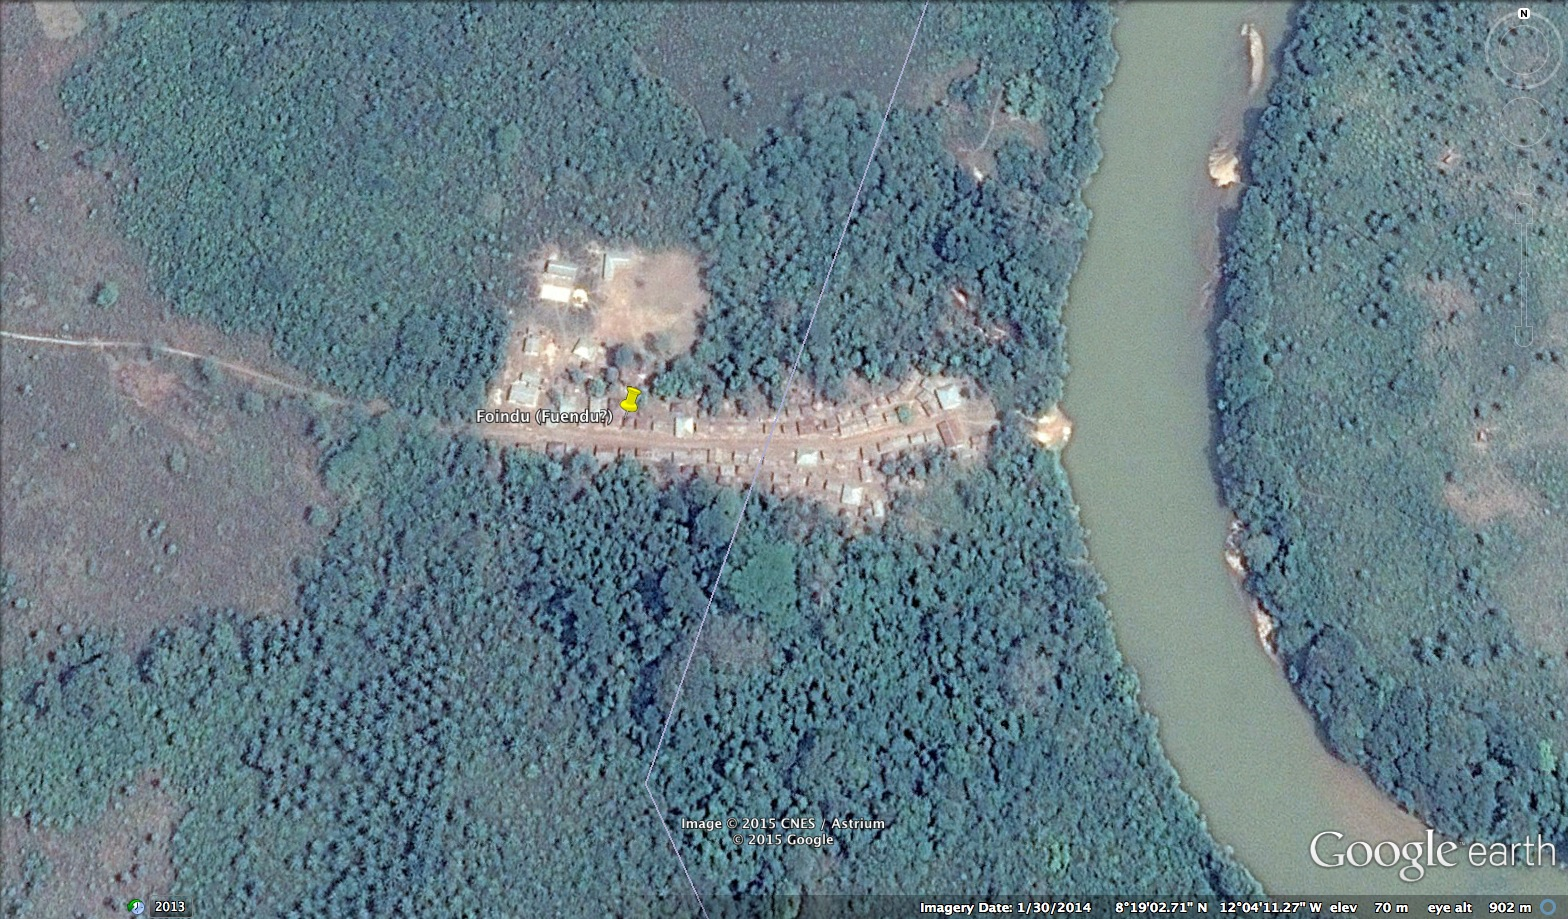 N
Foindu (Fuendu?)
Image © 2015 CNES / Astrium
© 2015 Google
Google earth
2013
Imagery Date: 1/30/2014 8°19'02.71" N 12°04'11.27" W elev 70 m eye alt 902 m